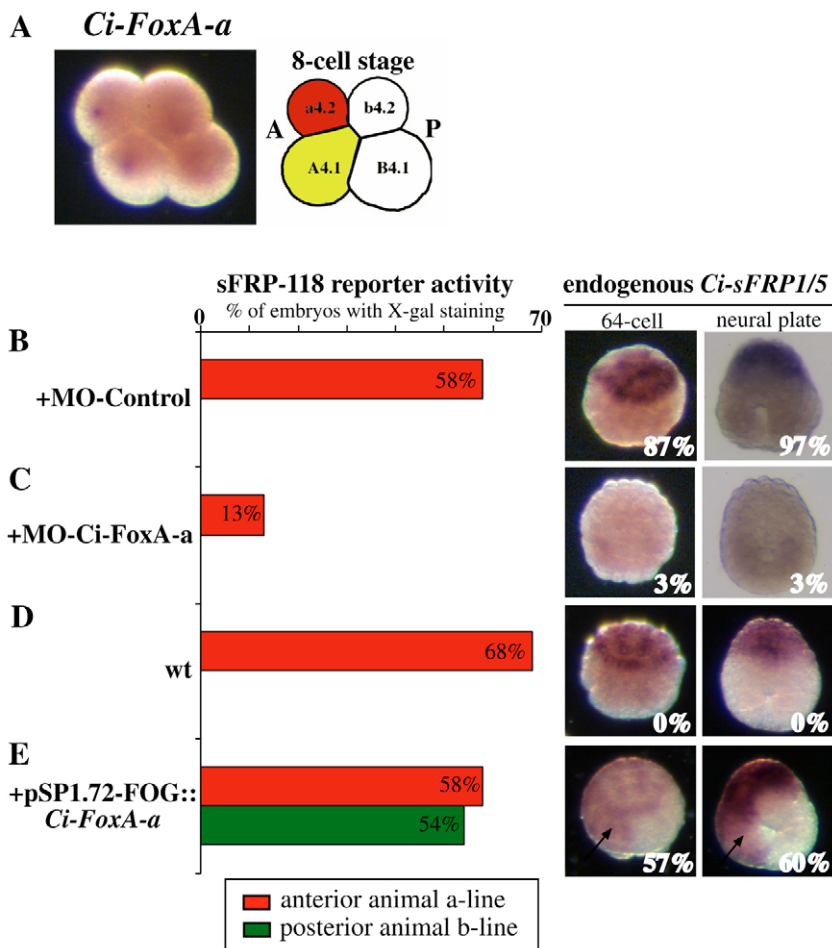 A
Ci-FoxA-a
8-cell stage
a4.2
b4.2
A
P
A4.1
B4.1
sFRP-118 reporter activity
endogenous Ci-sFRP1/5
0
% of embryos with X-gal staining
70
64-cell
neural plate
B
+MO-Control
58%
87%
97%
C
+MO-Ci-FoxA-a
13%
3%
3%
D
wt
68%
0%
0%
E
+pSP1.72-FOG::
Ci-FoxA-a
58%
54%
57%
60%
anterior animal a-line
posterior animal b-line